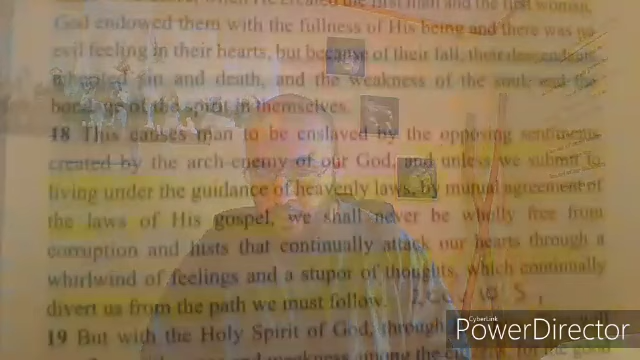 God endowed them with the fullness of His being and there was no
evil feeling in their hearts, but because of their fall, their descendents
inherited sin and death, and the weakness of the soul and the
bondage of the spirit in themselves.
18 This causes man to be enslaved by the opposing sentiments
created by the arch-enemy of our God, and unless we submit to
living under the guidance of heavenly laws, by mutual agreement of
the laws of His gospel, we shall never be wholly free from
corruption and lusts that continually attack our hearts through a
whirlwind of feelings and a stupor of thoughts, which continually
divert us from the path we must follow.
19 But with the Holy Spirit of God, through
CyberLink
PowerDirector